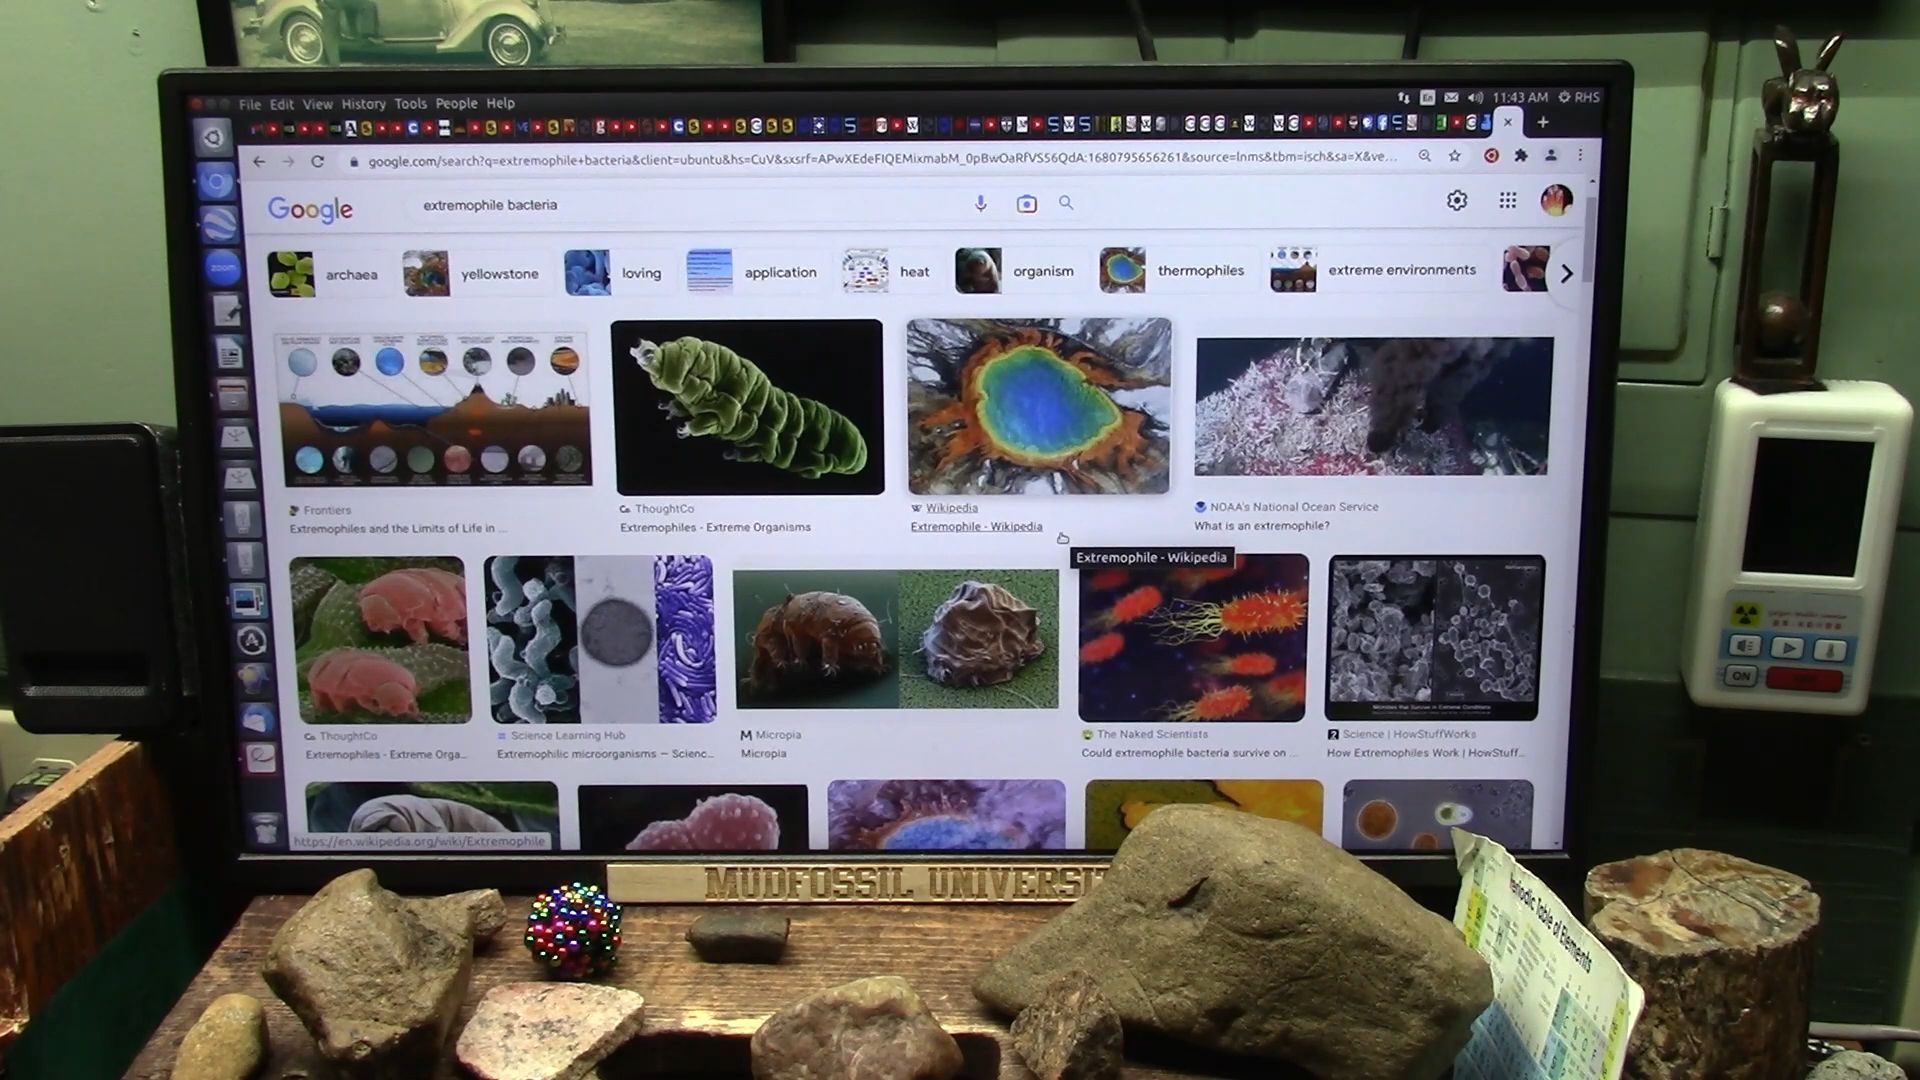 File Edit View History Tools People Help
11:43 AM RHS
google.com/search?q=extremophile+bacteria&client=ubuntu&hs=CuV&sxsrf=APwXEdeFIQEMixmabM_0pBwOaRfVS56QdA:1680795656261&source=lnms&tbm=isch&sa=X&ve...
Google
extremophile bacteria
archaea yellowstone loving application heat organism thermophiles extreme environments
zoom
Frontiers
Extremophiles and the Limits of Life in ...
ThoughtCo
Extremophiles - Extreme Organisms
Wikipedia
Extremophile - Wikipedia
NOAA's National Ocean Service
What is an extremophile?
Extremophile - Wikipedia
ThoughtCo
Extremophiles - Extreme Orga...
Science Learning Hub
Extremophilic microorganisms — Scienc...
Micropia
Micropia
The Naked Scientists
Could extremophile bacteria survive on ...
Science | HowStuffWorks
How Extremophiles Work | HowStuff...
https://en.wikipedia.org/wiki/Extremophile
MUDFOSSIL
Periodic Table of Elements
ON